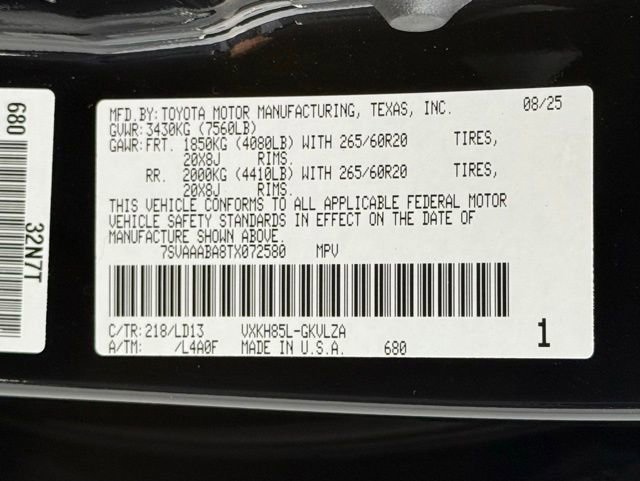 MFD.BY:TOYOTA MOTOR MANUFACTURING, TEXAS, INC. 08/25
GVWR:3430KG (7560LB)
GAWR:FRT. 1850KG (4080LB) WITH 265/60R20 TIRES,
20X8J RIMS.
RR. 2000KG (4410LB) WITH 265/60R20 TIRES,
20X8J RIMS.
THIS VEHICLE CONFORMS TO ALL APPLICABLE FEDERAL MOTOR
VEHICLE SAFETY STANDARDS IN EFFECT ON THE DATE OF
MANUFACTURE SHOWN ABOVE.
7SVAAABA8TX072580 MPV
C/TR:218/LD13 VXKH85L-GKVLZA
A/TM: /L4A0F MADE IN U.S.A. 680
1
680
32N7T